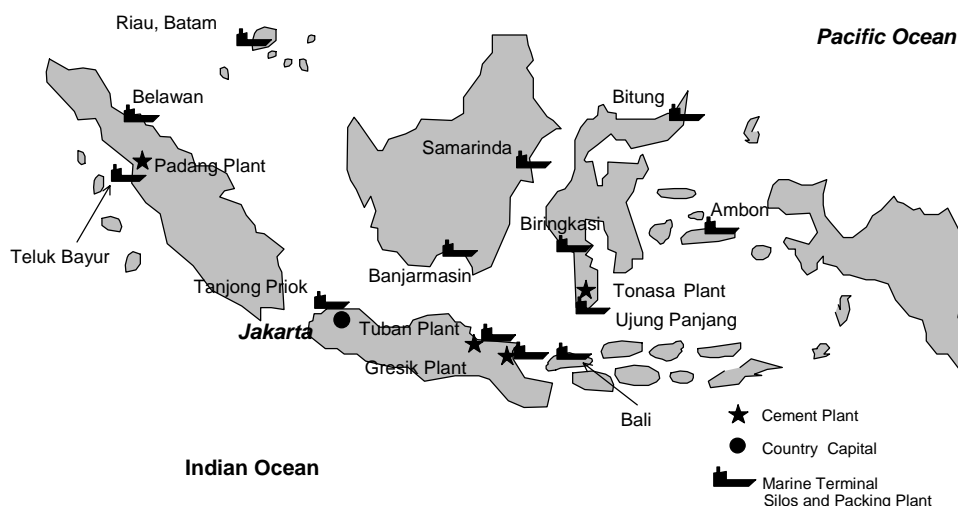 Riau, Batam
Pacific Ocean
Belawan
Bitung
Samarinda
Padang Plant
Ambon
Biringkasi
Teluk Bayur
Banjarmasin
Tanjong Priok
Tonasa Plant
Ujung Panjang
Jakarta
Tuban Plant
Gresik Plant
Bali
Cement Plant
Country Capital
Indian Ocean
Marine Terminal
Silos and Packing Plant